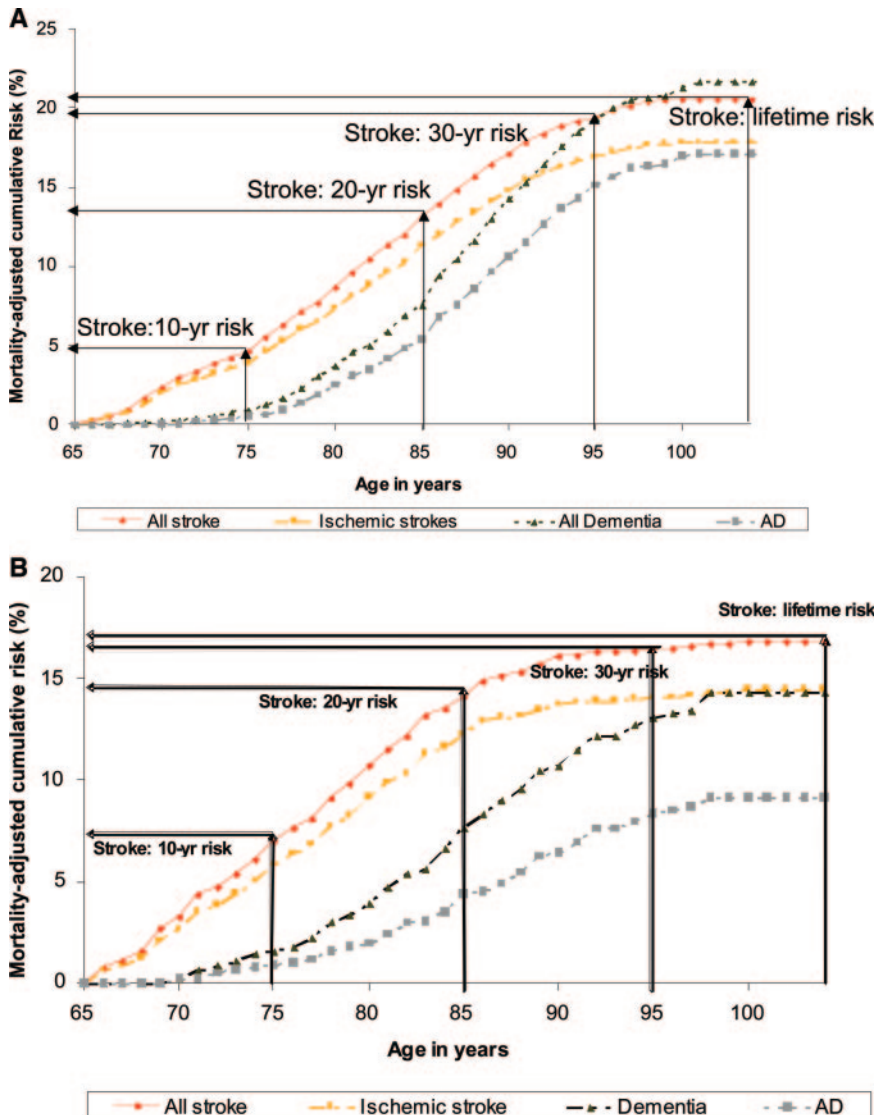 A
Mortality-adjusted cumulative Risk (%)
25
20
15
10
5
0
Stroke: lifetime risk
Stroke: 30-yr risk
Stroke: 20-yr risk
Stroke:10-yr risk
65 70 75 80 85 90 95 100
Age in years
All stroke Ischemic strokes All Dementia AD
B
Mortality-adjusted cumulative risk (%)
20
15
10
5
0
Stroke: lifetime risk
Stroke: 30-yr risk
Stroke: 20-yr risk
Stroke: 10-yr risk
65 70 75 80 85 90 95 100
Age in years
All stroke Ischemic stroke Dementia AD